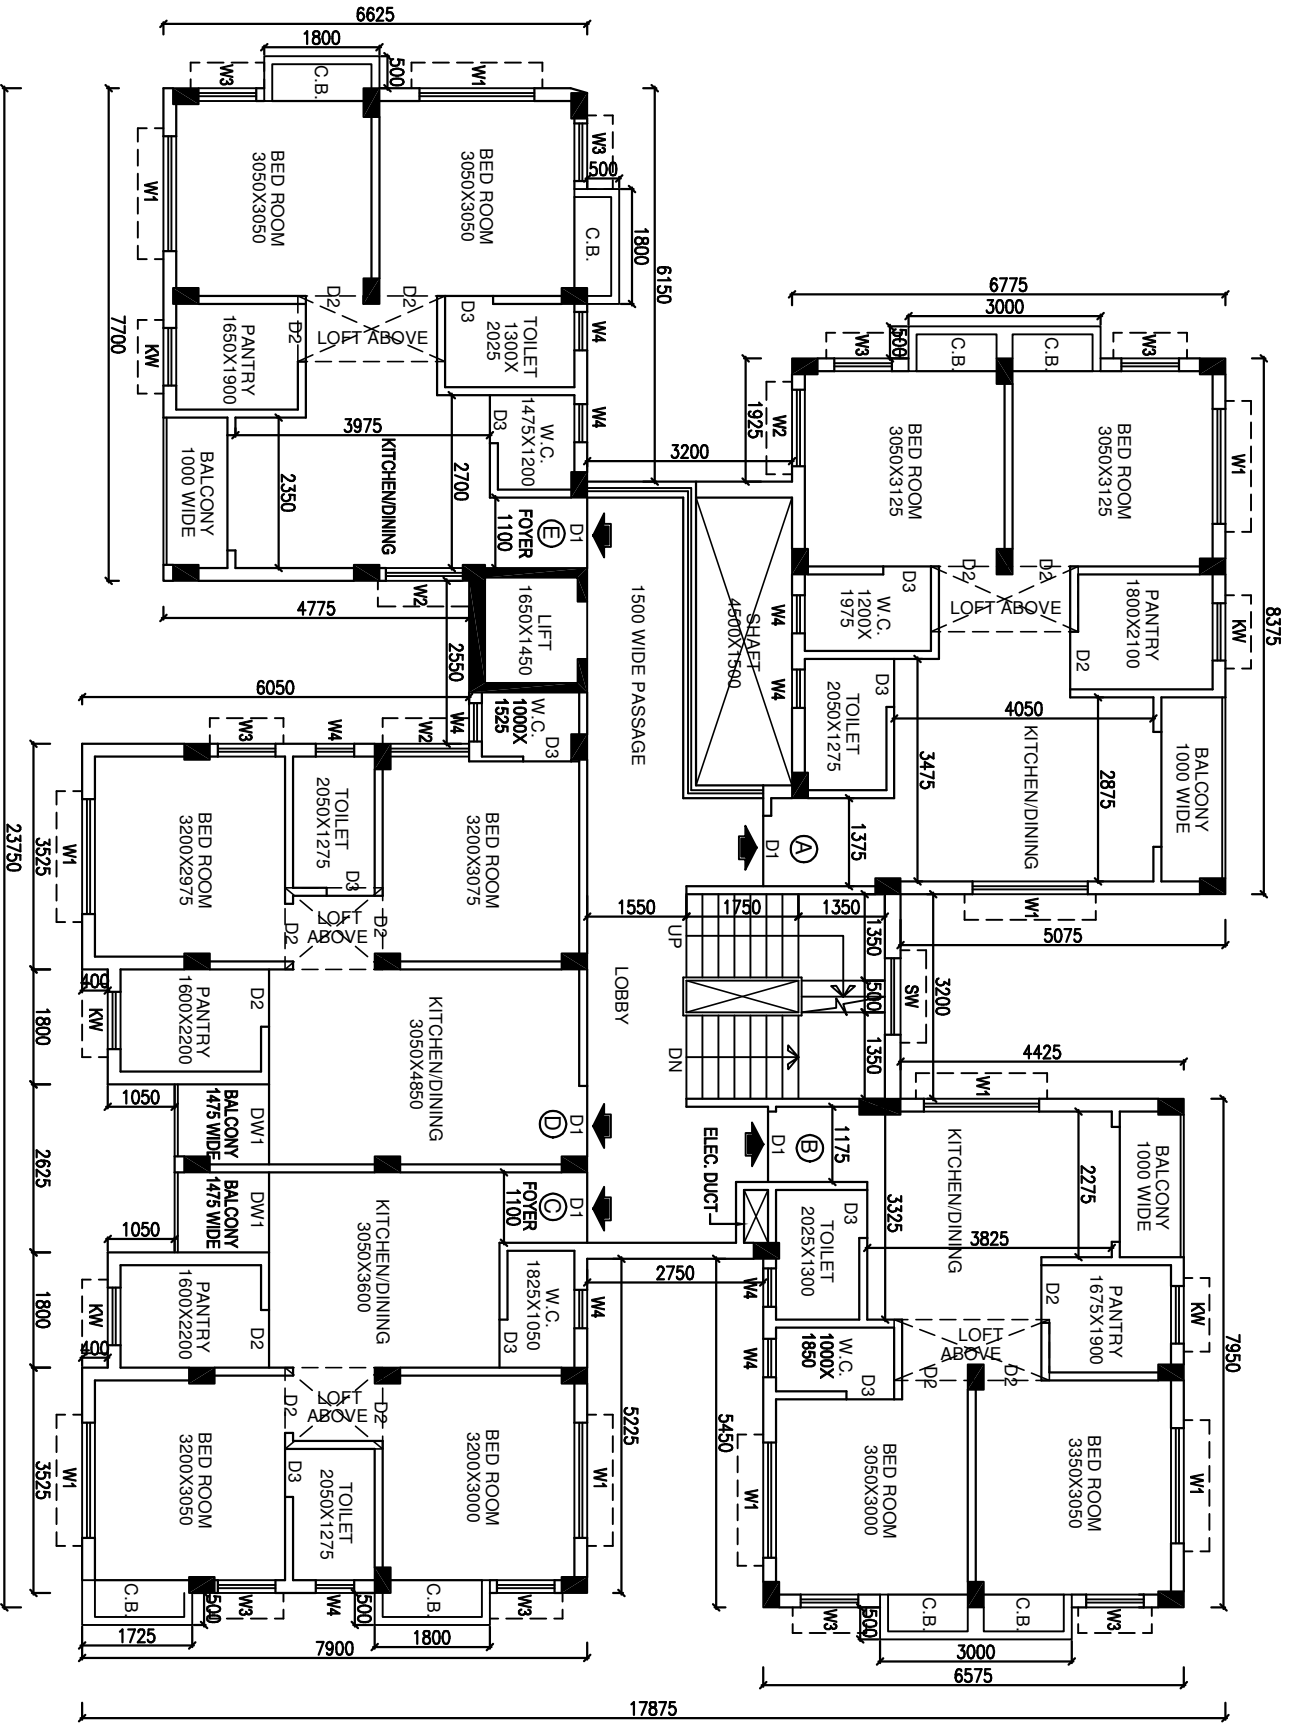 6625
1800
500
W3
C.B.
W1
W3
500
C.B.
1800
6150
BED ROOM
3050X3050
BED ROOM
3050X3050
W1
7700
KW
PANTRY
1650X1900
D2
D2
D2
LOFT ABOVE
D3
TOILET
1300X
2025
W4
W4
W.C.
1475X1200
D3
3975
KITCHEN/DINING
2700
2350
BALCONY
1000 WIDE
FOYER
1100
E
D1
W2
4775
2550
LIFT
1650X1450
1500 WIDE PASSAGE
3200
SHAFT
4500X1500
6775
3000
500
W3
C.B.
C.B.
W3
8375
1925
W2
BED ROOM
3050X3125
BED ROOM
3050X3125
W1
KW
W4
W4
W.C.
1200X
1975
D3
D2
D2
LOFT ABOVE
PANTRY
1800X2100
D2
TOILET
2050X1275
D3
4050
3475
KITCHEN/DINING
2875
BALCONY
1000 WIDE
1375
A
D1
W1
5075
6050
W.C.
1000X
1525
D3
W4
W3
W4
W2
TOILET
2050X1275
D3
BED ROOM
3200X2975
BED ROOM
3200X3075
W1
3525
23750
D2
LOFT
ABOVE
D2
400
KW
1800
PANTRY
1600X2200
D2
KITCHEN/DINING
3050X4850
LOBBY
1550
1750
1350
UP
DN
1350
500
1350
SW
3200
4425
1050
BALCONY
1475 WIDE
DW1
D
D1
2625
BALCONY
1475 WIDE
DW1
FOYER
1100
C
D1
1050
KITCHEN/DINING
3050X3600
KW
400
1800
PANTRY
1600X2200
D2
W.C.
1825X1050
D3
W4
2750
5225
5450
D2
LOFT
ABOVE
D2
D3
BED ROOM
3200X3050
TOILET
2050X1275
BED ROOM
3200X3000
W1
W1
3525
C.B.
500
W3
W4
500
C.B.
W3
1725
1800
7900
ELEC. DUCT
B
D1
1175
W1
KITCHEN/DINING
2275
BALCONY
1000 WIDE
7950
TOILET
2025X1300
D3
3325
3825
W4
W4
W.C.
1000X
1850
D3
LOFT
ABOVE
D2
D2
D2
PANTRY
1675X1900
KW
BED ROOM
3050X3000
BED ROOM
3350X3050
W1
W1
W3
500
C.B.
C.B.
W3
3000
6575
17875